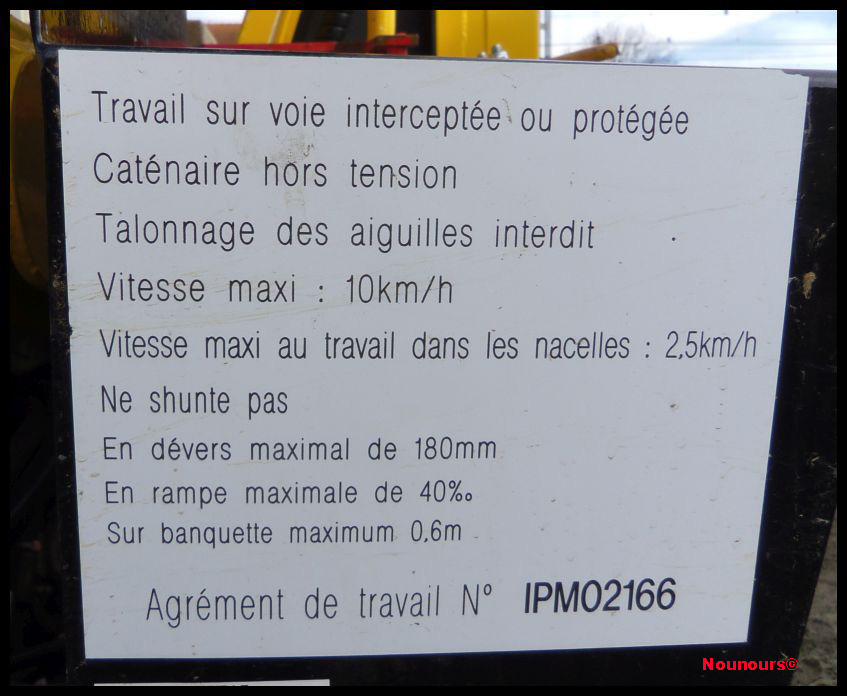 Travail sur voie interceptée ou protégée
Caténaire hors tension
Talonnage des aiguilles interdit
Vitesse maxi : 10km/h
Vitesse maxi au travail dans les nacelles : 2,5km/h
Ne shunte pas
En dévers maximal de 180mm
En rampe maximale de 40‰
Sur banquette maximum 0,6m
Agrément de travail N° IPM02166
Nounours©